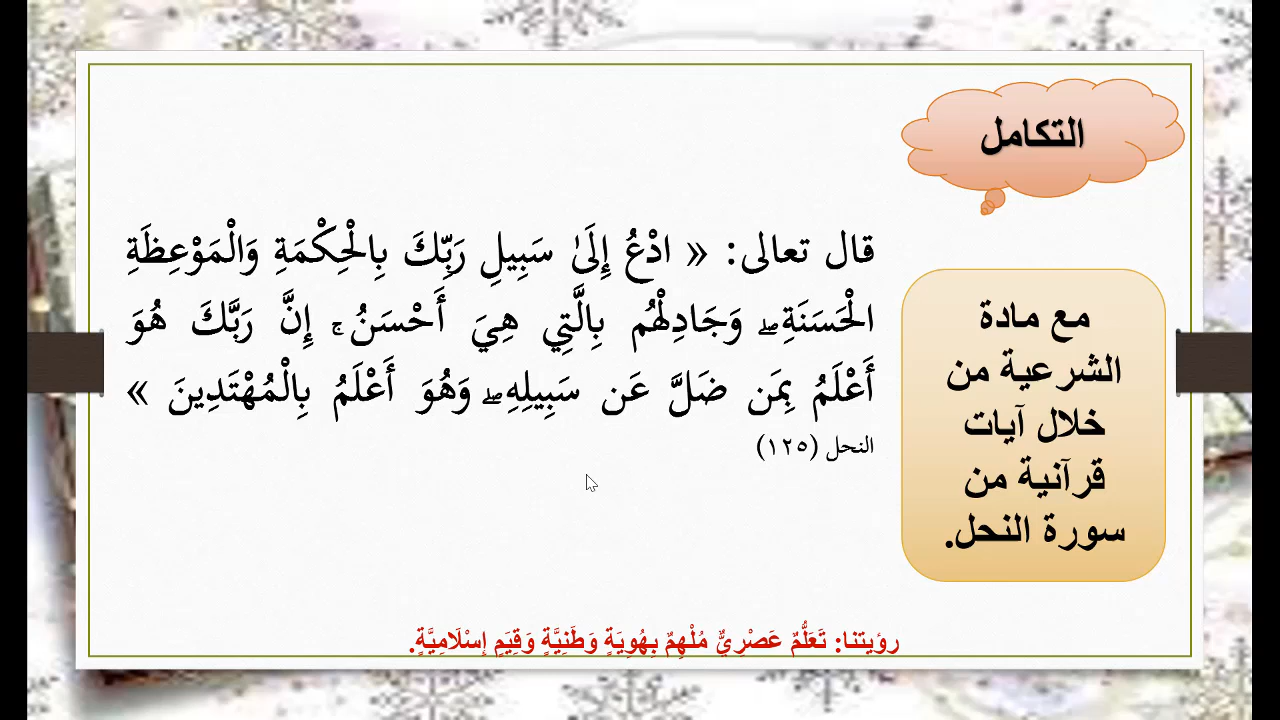 التكامل
مع مادة
الشرعية من
خلال آيات
قرآنية من
سورة النحل.
قال تعالى: « ادْعُ إِلَىٰ سَبِيلِ رَبِّكَ بِالْحِكْمَةِ وَالْمَوْعِظَةِ
الْحَسَنَةِ ۖ وَجَادِلْهُم بِالَّتِي هِيَ أَحْسَنُ ۚ إِنَّ رَبَّكَ هُوَ
أَعْلَمُ بِمَن ضَلَّ عَن سَبِيلِهِ ۖ وَهُوَ أَعْلَمُ بِالْمُهْتَدِينَ »
النحل (١٢٥)
رؤيتنا: تَعَلُّمٌ عَصْرِيٌّ مُلْهِمٌ بِهُوِيَةٍ وَطَنِيَّةٍ وَقِيَمٍ إِسْلَامِيَّةٍ.